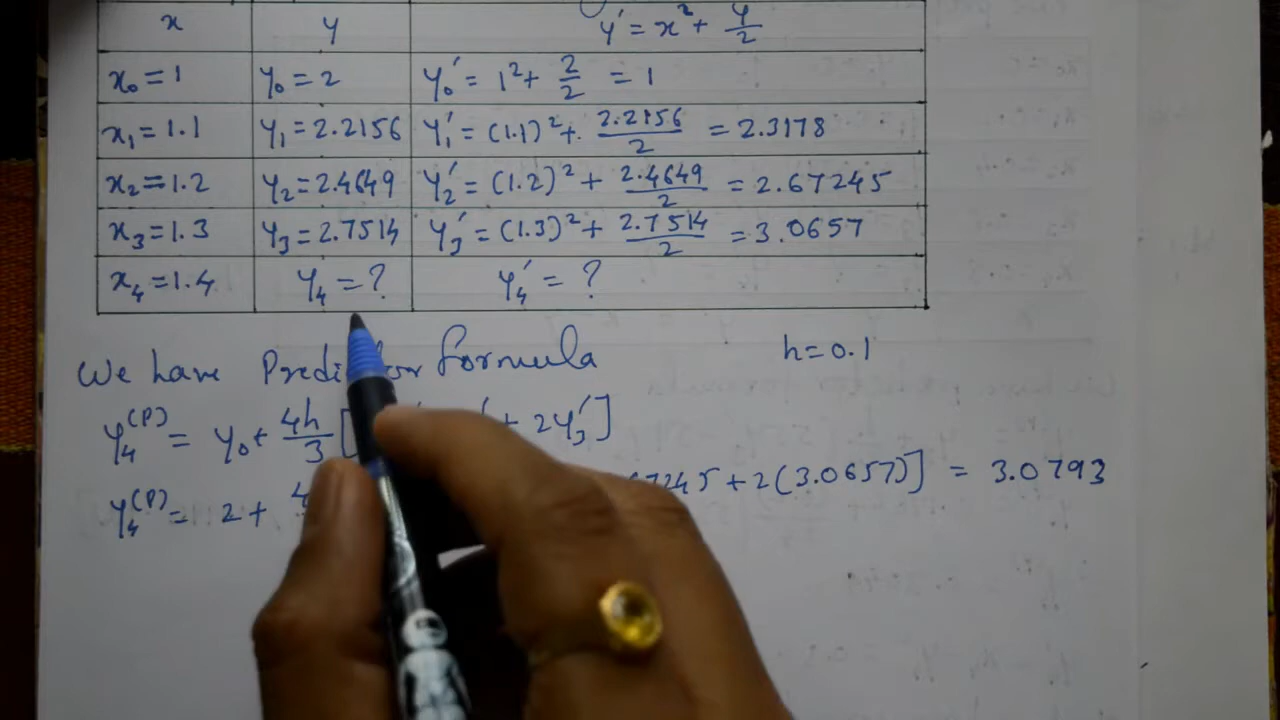 x y y' = x² + y/2
x₀ = 1 y₀ = 2 y₀' = 1² + 2/2 = 1
x₁ = 1.1 y₁ = 2.2156 y₁' = (1.1)² + 2.2156/2 = 2.3178
x₂ = 1.2 y₂ = 2.4649 y₂' = (1.2)² + 2.4649/2 = 2.67245
x₃ = 1.3 y₃ = 2.7514 y₃' = (1.3)² + 2.7514/2 = 3.0657
x₄ = 1.4 y₄ = ? y₄' = ?
We have formula h = 0.1
y₄⁽ᴾ⁾ = y₀ + 4h/3 [ + 2y₃']
y₄⁽ᴾ⁾ = 2 + 7245 + 2(3.0657)] = 3.0793